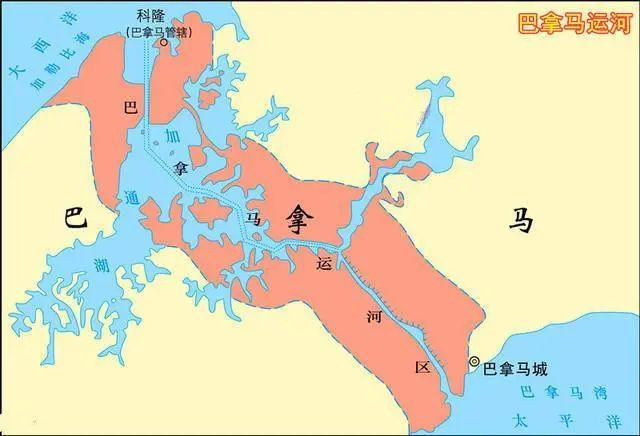 巴拿马运河
科隆
(巴拿马管辖)
大西洋
加勒比海
巴拿马运河区
加通湖
巴拿马
巴拿马城
巴拿马湾
太平洋